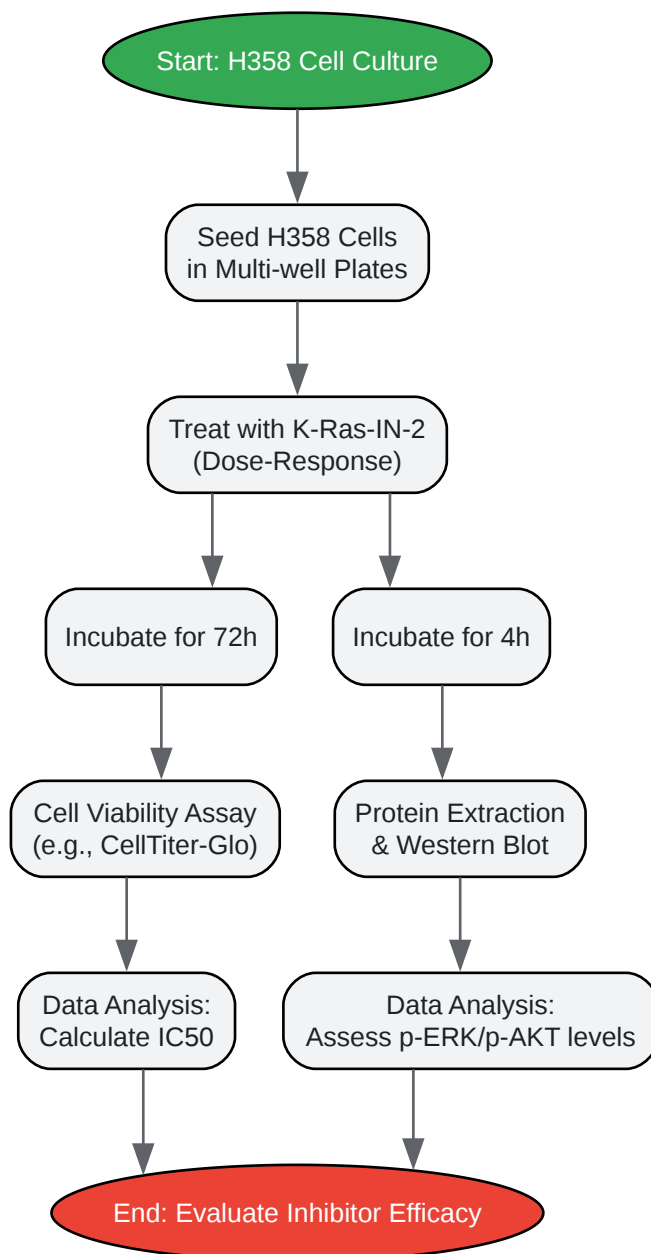 Start: H358 Cell Culture
Seed H358 Cells
in Multi-well Plates
Treat with K-Ras-IN-2
(Dose-Response)
Incubate for 72h
Incubate for 4h
Cell Viability Assay
(e.g., CellTiter-Glo)
Protein Extraction
& Western Blot
Data Analysis:
Calculate IC50
Data Analysis:
Assess p-ERK/p-AKT levels
End: Evaluate Inhibitor Efficacy